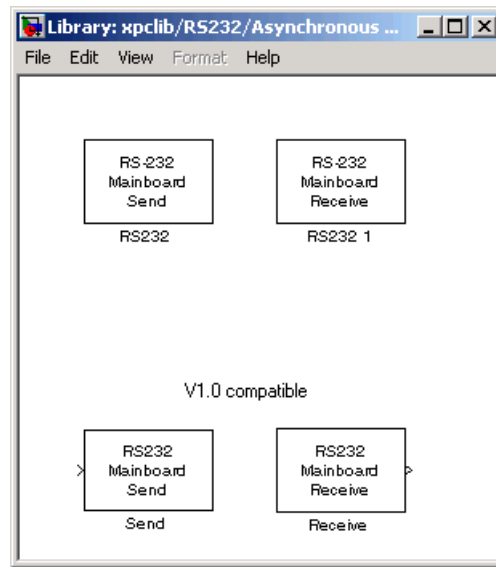 Library: xpclib/RS232/Asynchronous ...
File Edit View Format Help
RS-232
Mainboard
Send
RS232
RS-232
Mainboard
Receive
RS232 1
V1.0 compatible
RS232
Mainboard
Send
Send
RS232
Mainboard
Receive
Receive